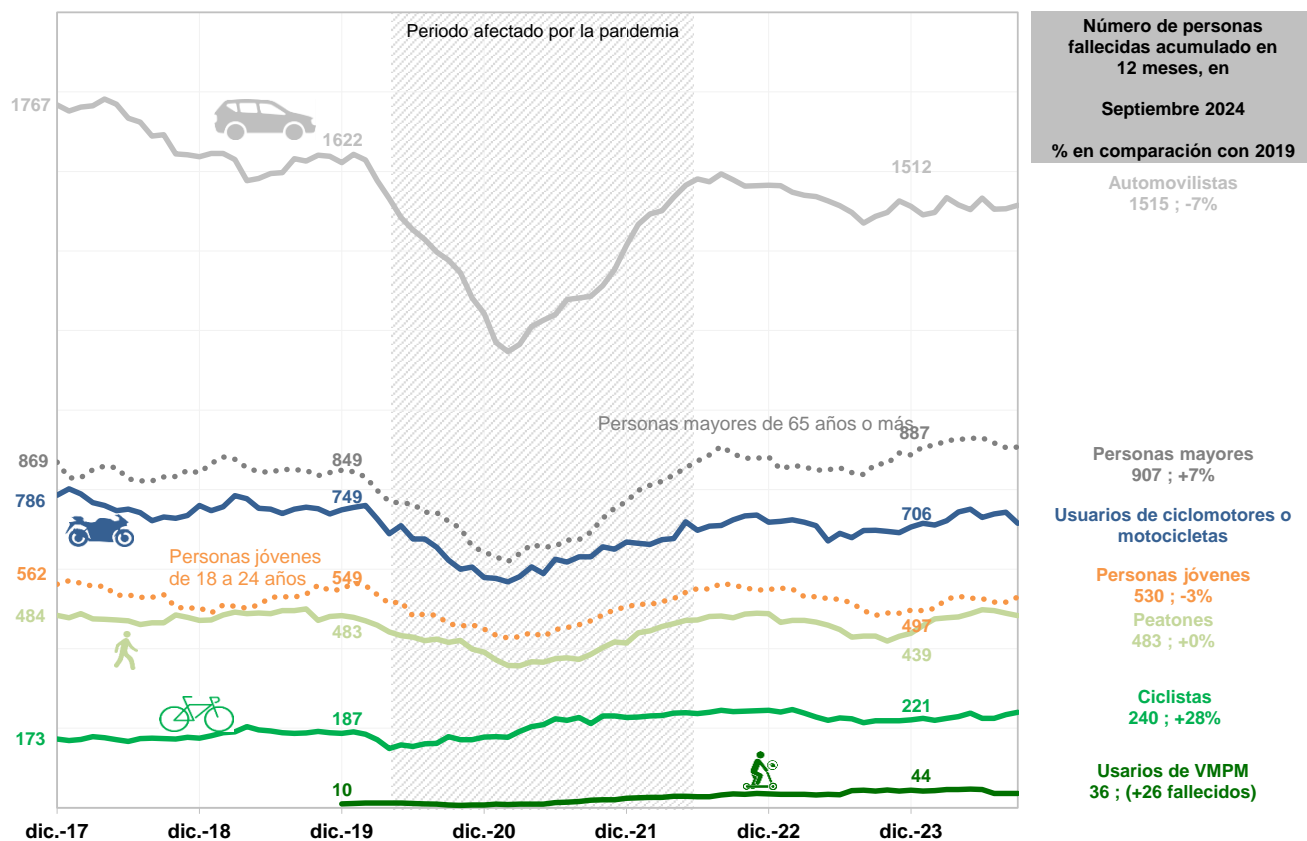 Periodo afectado por la pandemia
Número de personas
fallecidas acumulado en
12 meses, en
Septiembre 2024
% en comparación con 2019
1767
1622
1512
Automovilistas
1515 ; -7%
Personas mayores de 65 años o más
869
849
887
Personas mayores
907 ; +7%
786
749
706
Usuarios de ciclomotores o
motocicletas
Personas jóvenes
de 18 a 24 años
562
549
497
Personas jóvenes
530 ; -3%
484
483
439
Peatones
483 ; +0%
173
187
221
Ciclistas
240 ; +28%
10
44
Usarios de VMPM
36 ; (+26 fallecidos)
dic.-17
dic.-18
dic.-19
dic.-20
dic.-21
dic.-22
dic.-23